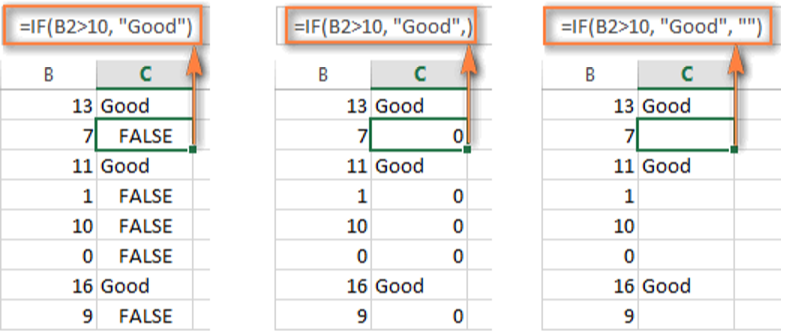 =IF(B2>10, "Good") =IF(B2>10, "Good",) =IF(B2>10, "Good", "")
B C B C B C
13 Good 13 Good 13 Good
7 FALSE 7 0 7
11 Good 11 Good 11 Good
1 FALSE 1 0 1
10 FALSE 10 0 10
0 FALSE 0 0 0
16 Good 16 Good 16 Good
9 FALSE 9 0 9